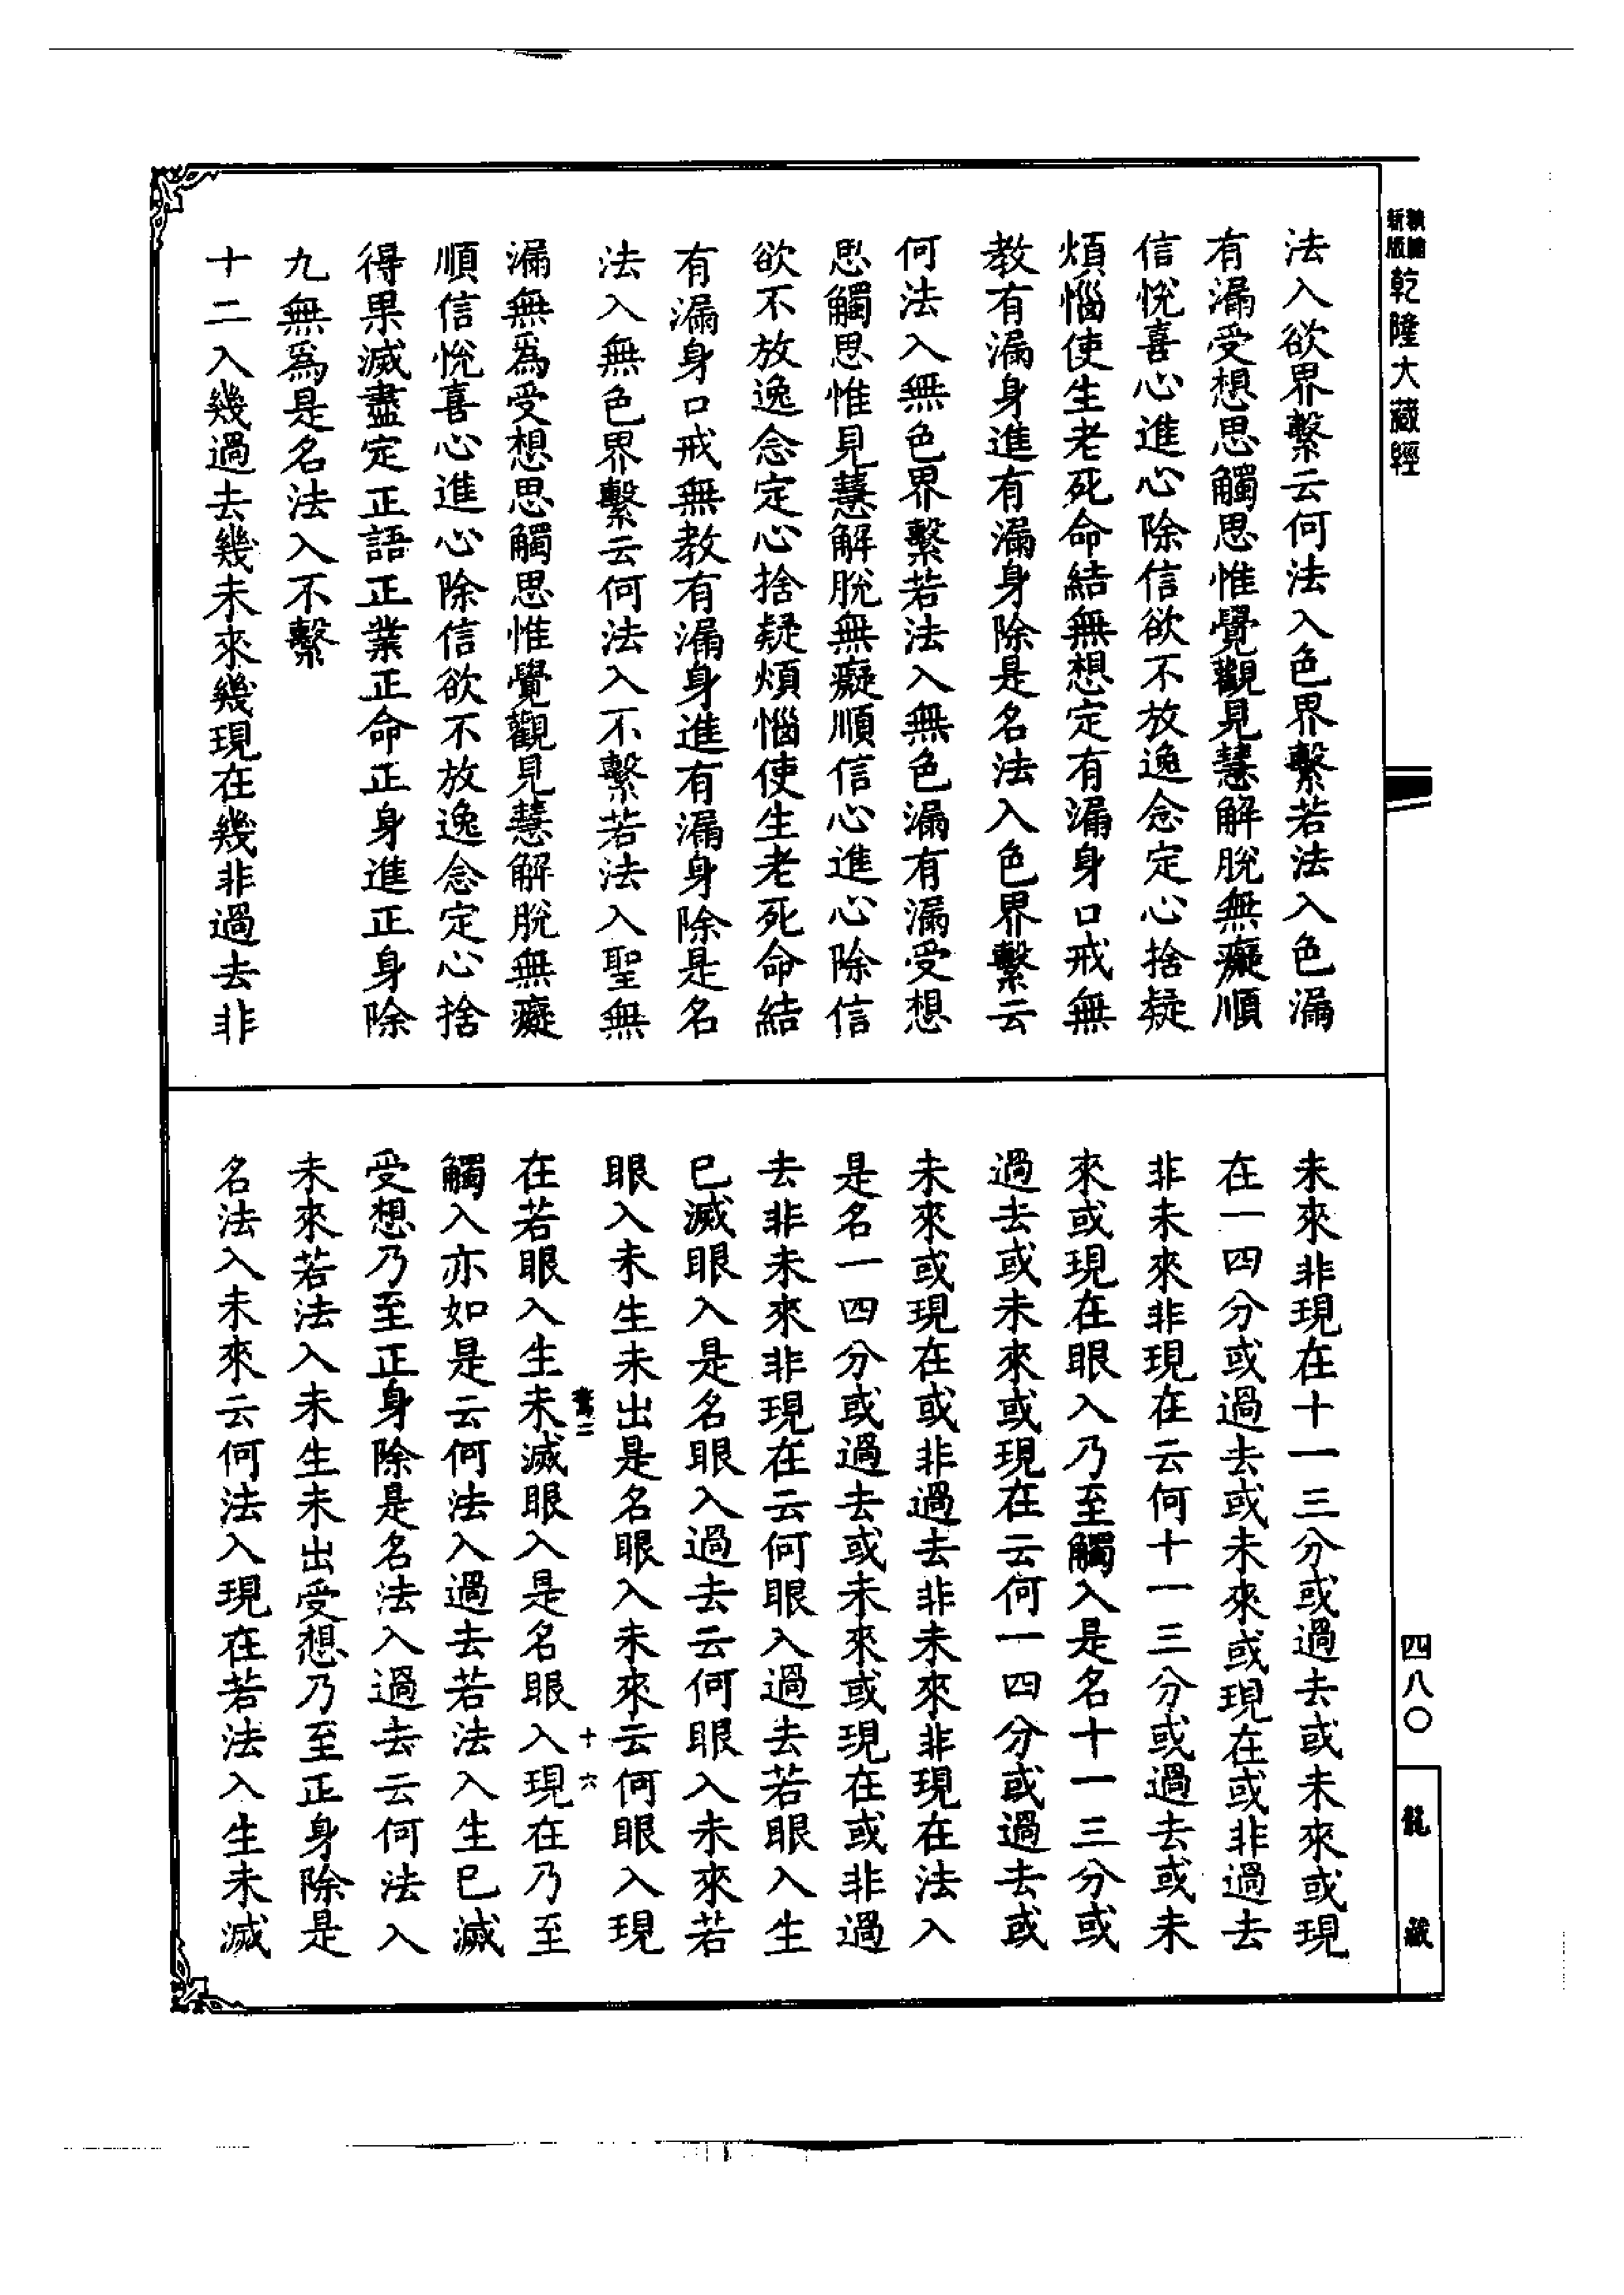 新版
乾隆大藏經
法入欲界繫云何法入色界繫若法入色漏
有漏受想思觸思惟覺觀見慧解脫無癡順
信悅喜心進心除信欲不放逸念定心捨疑
煩惱使生老死命結無想定有漏身口戒無
教有漏身進有漏身除是名法入色界繫云
何法入無色界繫若法入無色漏有漏受想
思觸思惟見慧解脫無癡順信心進心除信
欲不放逸念定心捨疑煩惱使生老死命結
有漏身口戒無教有漏身進有漏身除是名
法入無色界繫云何法入不繫若法入聖無
漏無為受想思觸思惟覺觀見慧解脫無癡
順信悅喜心進心除信欲不放逸念定心捨
得果滅盡定正語正業正命正身進正身除
九無為是名法入不繫
十二入幾過去幾未來幾現在幾非過去非
未來非現在十一三分或過去或未來或現
在一四分或過去或未來或現在或非過去
非未來非現在云何十一三分或過去或未
來或現在眼入乃至觸入是名十一三分或
過去或未來或現在云何一四分或過去或
未來或現在或非過去非未來非現在法入
是名一四分或過去或未來或現在或非過
去非未來非現在云何眼入過去若眼入生
已滅眼入是名眼入過去云何眼入未來若
眼入未生未出是名眼入未來云何眼入現
十六
在若眼入生未滅眼入是名眼入現在乃至
觸入亦如是云何法入過去若法入生已滅
受想乃至正身除是名法入過去云何法入
未來若法入未生未出受想乃至正身除是
名法入未來云何法入現在若法入生未滅
四八〇
龍藏